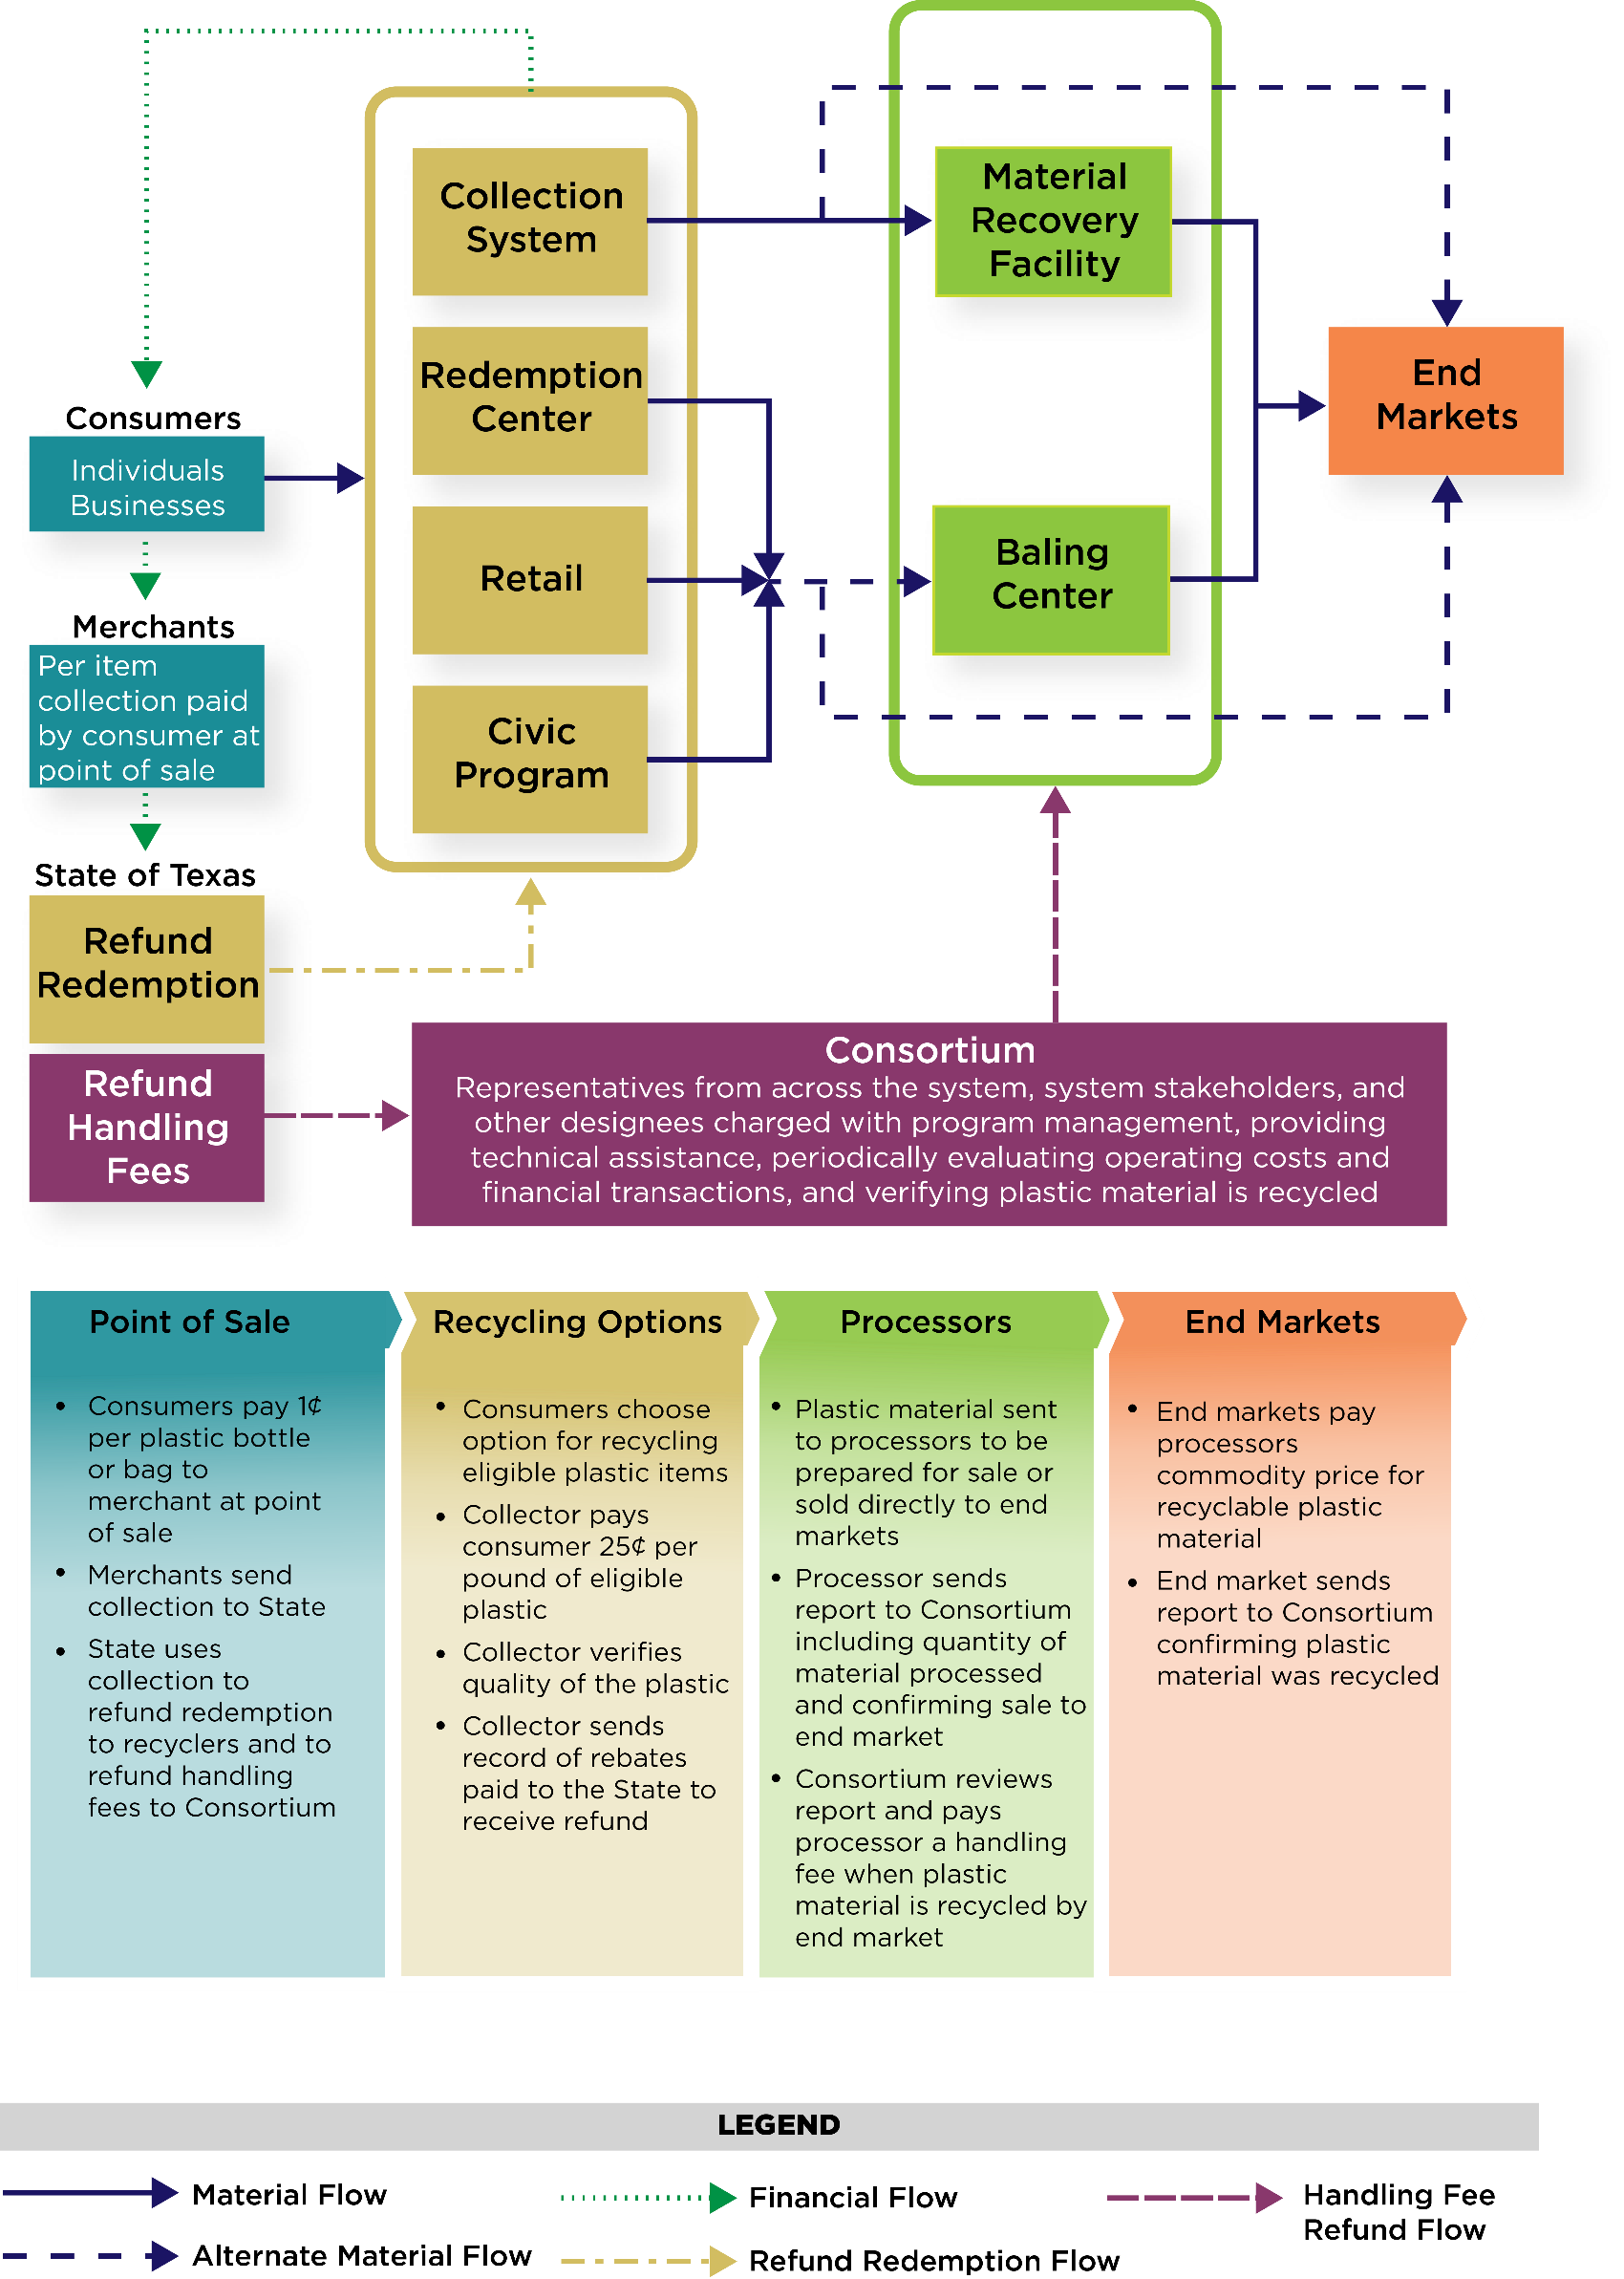 Collection
System
Redemption
Center
Retail
Civic
Program
Material
Recovery
Facility
Baling
Center
End
Markets
Consumers
Individuals
Businesses
Merchants
Per item
collection paid
by consumer at
point of sale
State of Texas
Refund
Redemption
Refund
Handling
Fees
Consortium
Representatives from across the system, system stakeholders, and
other designees charged with program management, providing
technical assistance, periodically evaluating operating costs and
financial transactions, and verifying plastic material is recycled
Point of Sale
• Consumers pay 1¢
per plastic bottle
or bag to
merchant at point
of sale
• Merchants send
collection to State
• State uses
collection to
refund redemption
to recyclers and to
refund handling
fees to Consortium
Recycling Options
• Consumers choose
option for recycling
eligible plastic items
• Collector pays
consumer 25¢ per
pound of eligible
plastic
• Collector verifies
quality of the plastic
• Collector sends
record of rebates
paid to the State to
receive refund
Processors
• Plastic material sent
to processors to be
prepared for sale or
sold directly to end
markets
• Processor sends
report to Consortium
including quantity of
material processed
and confirming sale to
end market
• Consortium reviews
report and pays
processor a handling
fee when plastic
material is recycled by
end market
End Markets
• End markets pay
processors
commodity price for
recyclable plastic
material
• End market sends
report to Consortium
confirming plastic
material was recycled
LEGEND
Material Flow
Alternate Material Flow
Financial Flow
Refund Redemption Flow
Handling Fee
Refund Flow